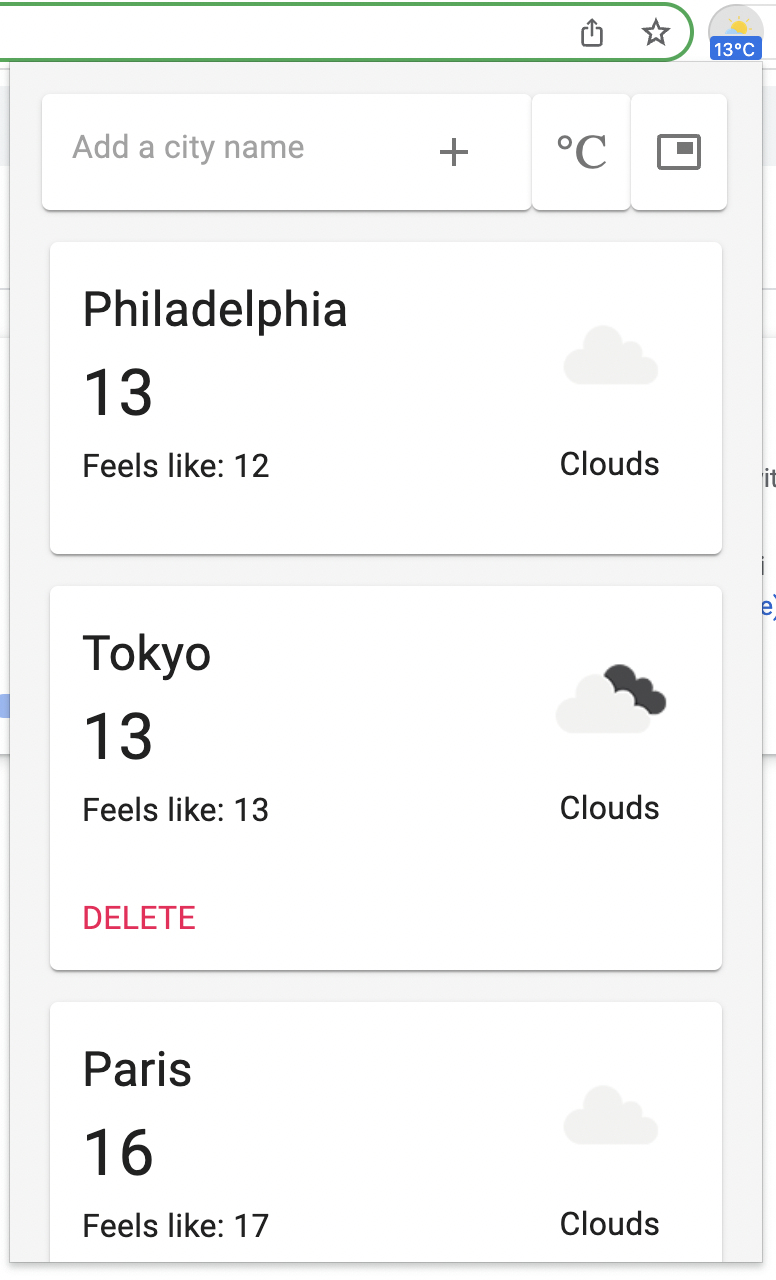 13°C
Add a city name
°C
Philadelphia
13
Feels like: 12
Clouds
Tokyo
13
Feels like: 13
Clouds
DELETE
Paris
16
Feels like: 17
Clouds